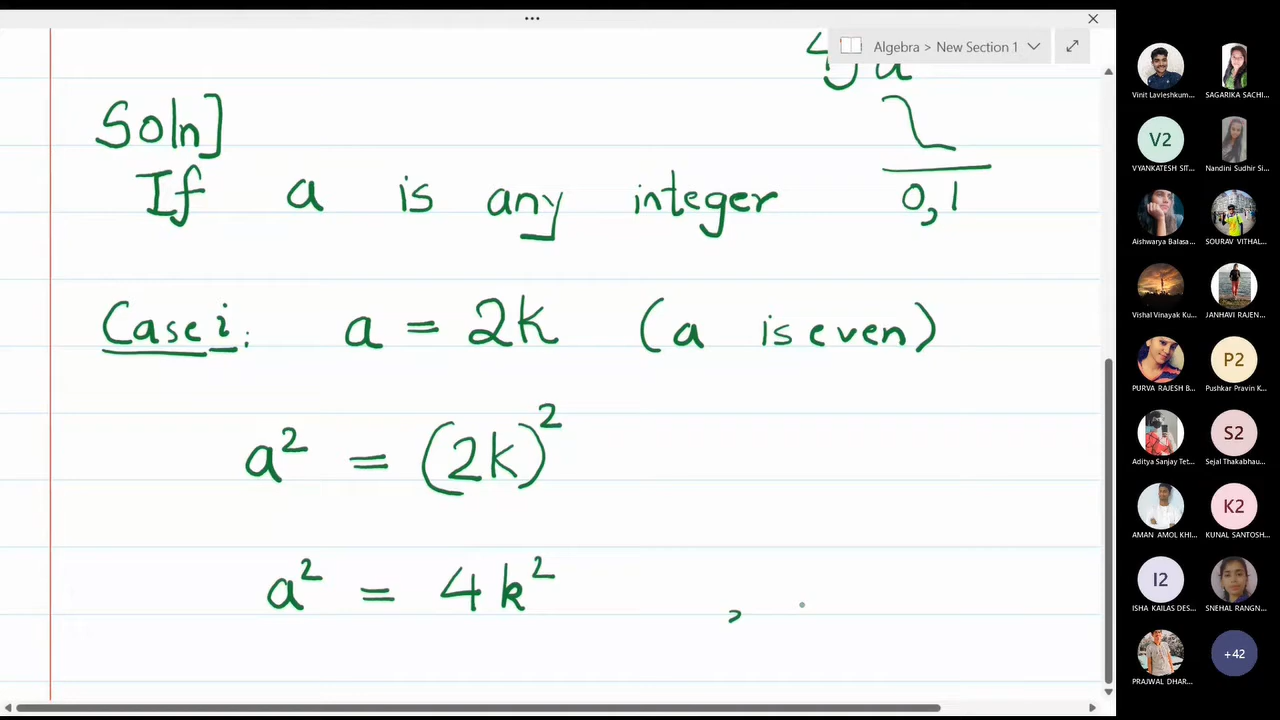 Algebra > New Section 1
Soln]
If a is any integer
0,1
Case i: a = 2k (a is even)
a² = (2k)²
a² = 4k² ,
Vinit Lavleshkum...
SAGARIKA SACHI...
V2
VYANKATESH SIT...
Nandini Sudhir Si...
Aishwarya Balasa...
SOURAV VITHAL...
Vishal Vinayak Ku...
JANHAVI RAJEN...
P2
PURVA RAJESH B...
Pushkar Pravin K...
S2
Aditya Sanjay Tet...
Sejal Thakabhau...
K2
AMAN AMOL KHI...
KUNAL SANTOSH...
I2
ISHA KAILAS DES...
SNEHAL RANGN...
+42
PRAJWAL DHAR...